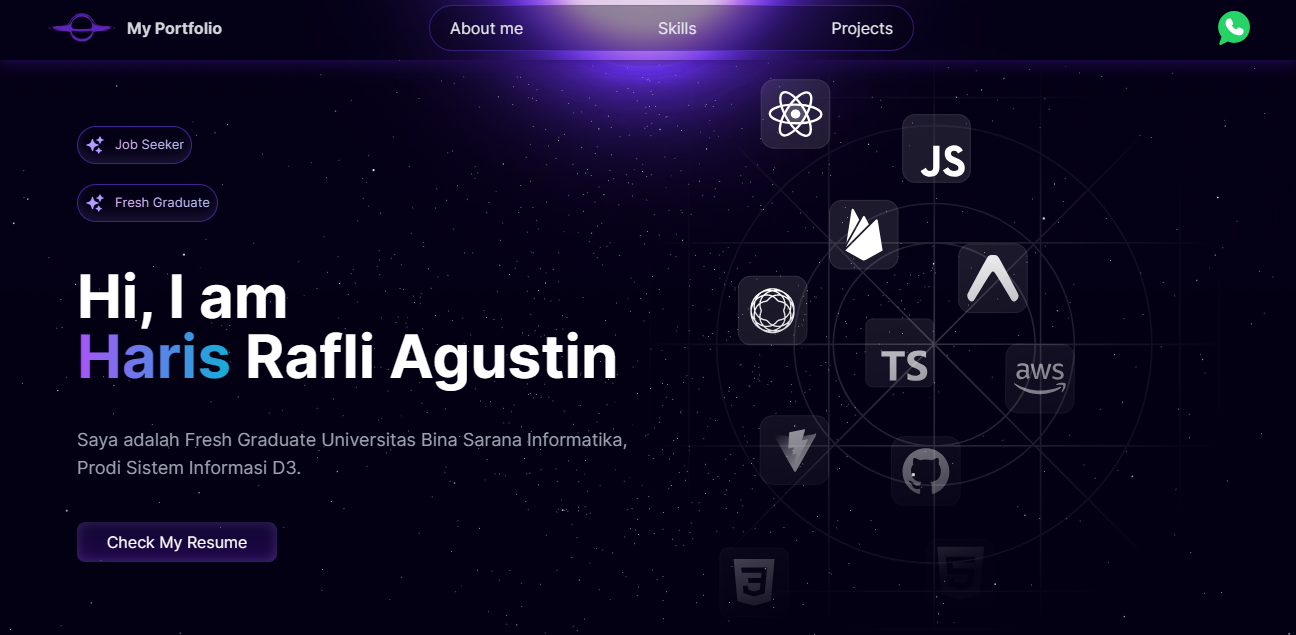 My Portfolio
About me
Skills
Projects
Job Seeker
Fresh Graduate
Hi, I am
Haris Rafli Agustin
Saya adalah Fresh Graduate Universitas Bina Sarana Informatika,
Prodi Sistem Informasi D3.
Check My Resume
JS
TS
aws
3
5